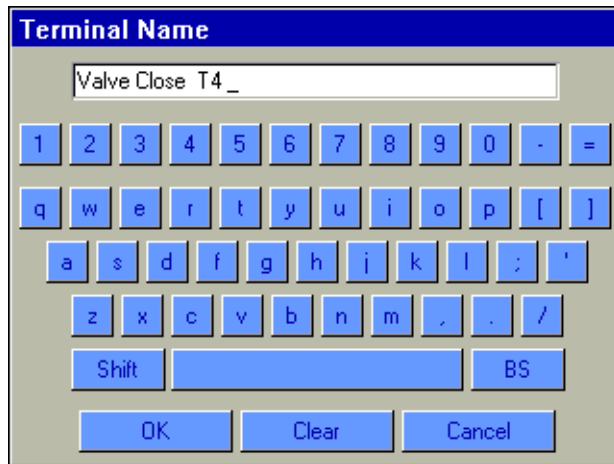 Terminal Name
Valve Close  T4 _
1 2 3 4 5 6 7 8 9 0 - =
q w e r t y u i o p [ ]
a s d f g h j k l ; '
z x c v b n m , . /
Shift BS
OK Clear Cancel